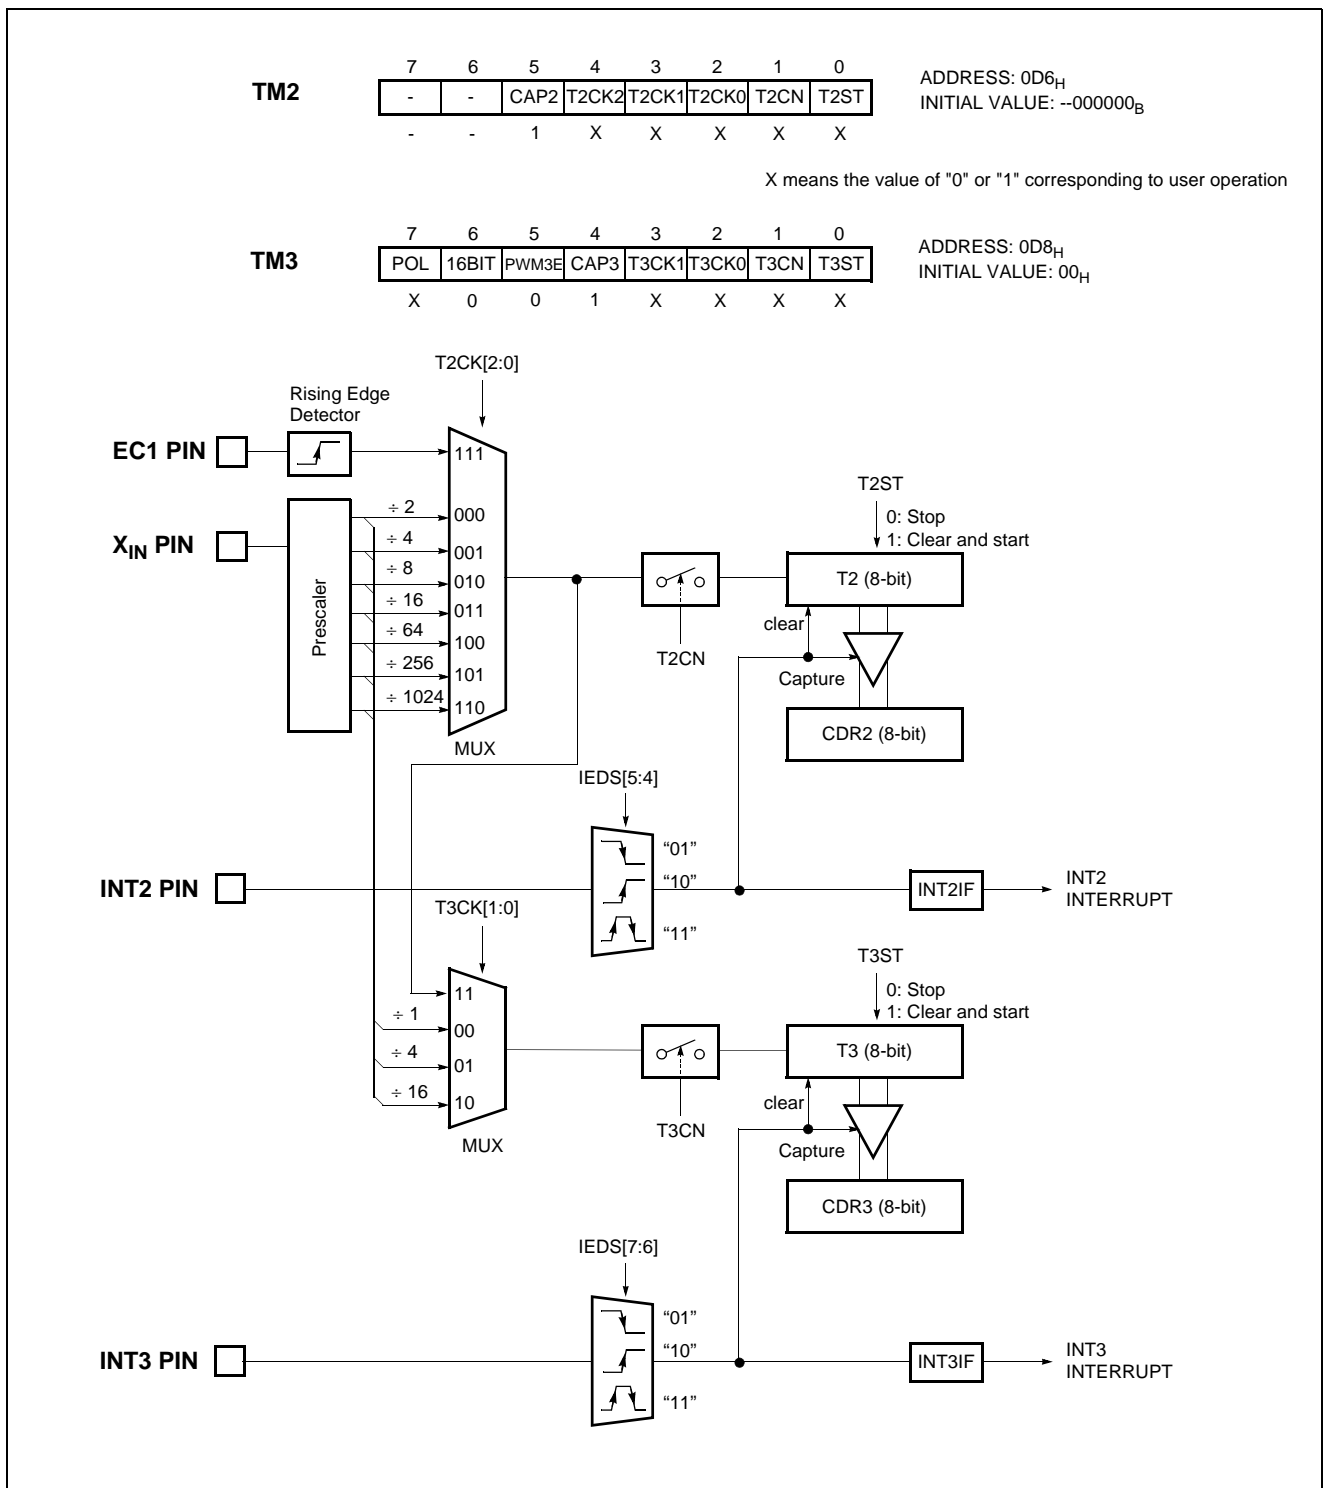 7 6 5 4 3 2 1 0
TM2
- - CAP2 T2CK2 T2CK1 T2CK0 T2CN T2ST
ADDRESS: 0D6H
INITIAL VALUE: --000000B
- - 1 X X X X X
X means the value of "0" or "1" corresponding to user operation
7 6 5 4 3 2 1 0
TM3
POL 16BIT PWM3E CAP3 T3CK1 T3CK0 T3CN T3ST
ADDRESS: 0D8H
INITIAL VALUE: 00H
X 0 0 1 X X X X
T2CK[2:0]
Rising Edge
Detector
EC1 PIN
111
XIN PIN
Prescaler
÷ 2
000
÷ 4
001
÷ 8
010
÷ 16
011
÷ 64
100
÷ 256
101
÷ 1024
110
MUX
T2CN
T2ST
0: Stop
1: Clear and start
T2 (8-bit)
clear
Capture
CDR2 (8-bit)
IEDS[5:4]
“01”
INT2 PIN
“10”
“11”
INT2IF
INT2
INTERRUPT
T3CK[1:0]
11
÷ 1
00
÷ 4
01
÷ 16
10
MUX
T3CN
T3ST
0: Stop
1: Clear and start
T3 (8-bit)
clear
Capture
CDR3 (8-bit)
IEDS[7:6]
“01”
INT3 PIN
“10”
“11”
INT3IF
INT3
INTERRUPT